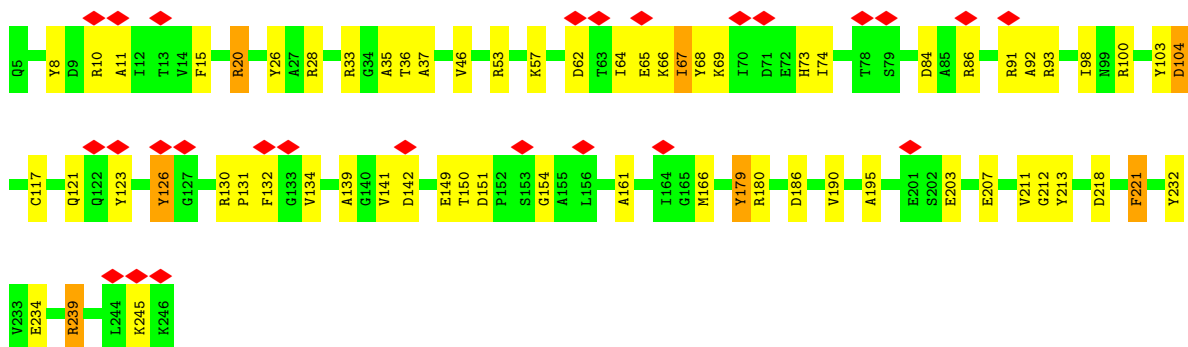 Q5 Y8 D9 R10 A11 I12 T13 V14 F15 R20 Y26 A27 R28 R33 G34 A35 T36 A37 V46 R53 K57 D62 T63 I64 E65 K66 I67 Y68 K69 I70 D71 E72 H73 I74 T78 S79 D84 A85 R86 R91 A92 R93 I98 N99 R100 Y103 D104
C117 Q121 Q122 Y123 Y126 G127 R130 P131 F132 G133 V134 A139 G140 V141 D142 E149 T150 D151 P152 S153 G154 A155 L156 A161 I164 G165 M166 Y179 R180 D186 V190 A195 E201 S202 E203 E207 V211 G212 Y213 D218 F221 Y232
V233 E234 R239 L244 K245 K246